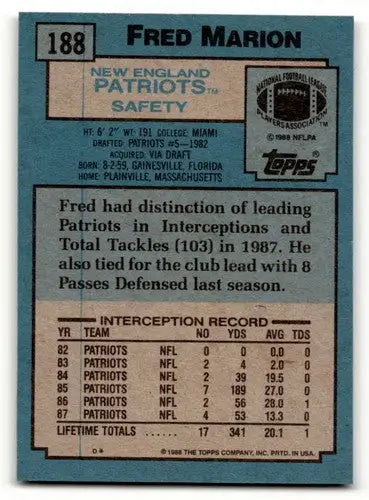 188
FRED MARION
NEW ENGLAND
PATRIOTS™
SAFETY
NATIONAL FOOTBALL LEAGUE
PLAYERS ASSOCIATION™
©1988 NFLPA
TOPPS®
HT: 6' 2" WT: 191 COLLEGE: MIAMI
DRAFTED: PATRIOTS #5—1982
ACQUIRED: VIA DRAFT
BORN: 8-2-59, GAINESVILLE, FLORIDA
HOME: PLAINVILLE, MASSACHUSETTS
Fred had distinction of leading
Patriots in Interceptions and
Total Tackles (103) in 1987. He
also tied for the club lead with 8
Passes Defensed last season.
INTERCEPTION RECORD
YR TEAM NO YDS AVG TDS
82 PATRIOTS NFL 0 0 0.0 0
83 PATRIOTS NFL 2 4 2.0 0
84 PATRIOTS NFL 2 39 19.5 0
85 PATRIOTS NFL 7 189 27.0 0
86 PATRIOTS NFL 2 56 28.0 1
87 PATRIOTS NFL 4 53 13.3 0
LIFETIME TOTALS ........... 17 341 20.1 1
D* ©1988 THE TOPPS COMPANY, INC. PRTD. IN U.S.A.